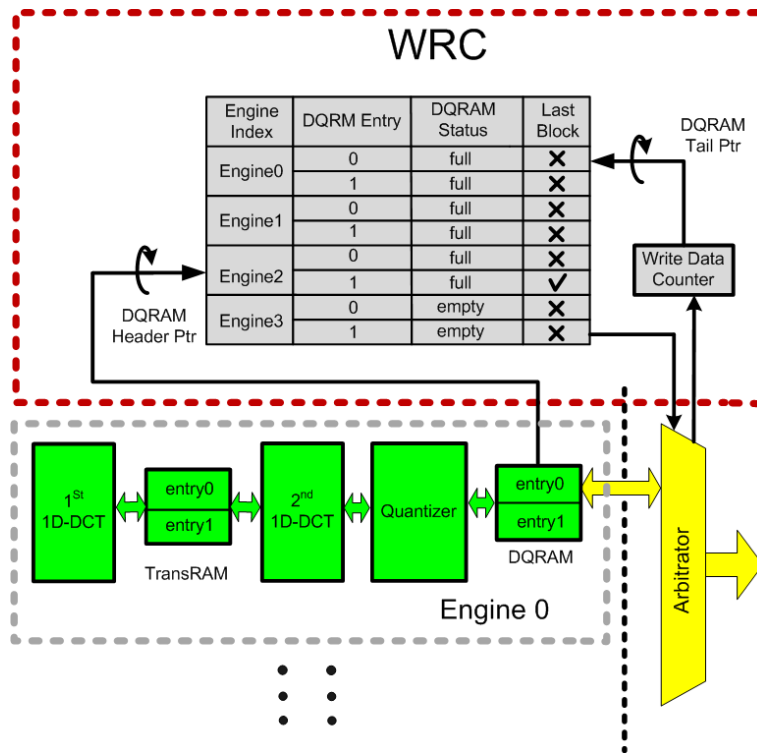 WRC
Engine Index DQRM Entry DQRAM Status Last Block
Engine0 0 full ✗
1 full ✗
Engine1 0 full ✗
1 full ✗
Engine2 0 full ✗
1 full ✓
Engine3 0 empty ✗
1 empty ✗
DQRAM
Tail Ptr
Write Data
Counter
DQRAM
Header Ptr
1St
1D-DCT
entry0
entry1
TransRAM
2nd
1D-DCT
Quantizer
entry0
entry1
DQRAM
Engine 0
Arbitrator